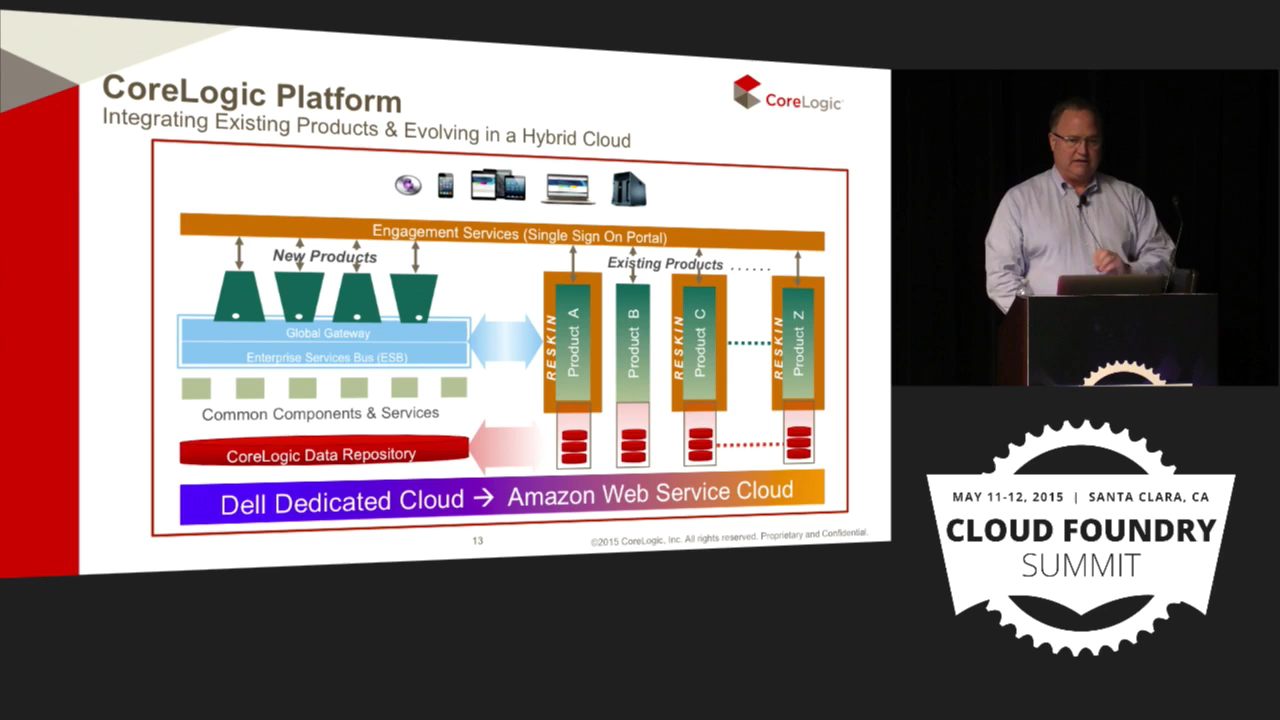 CoreLogic Platform
Integrating Existing Products & Evolving in a Hybrid Cloud
CoreLogic
Engagement Services (Single Sign On Portal)
New Products
Existing Products . . . . . .
Global Gateway
Enterprise Services Bus (ESB)
RESKIN
Product A
Product B
RESKIN
Product C
RESKIN
Product Z
Common Components & Services
CoreLogic Data Repository
Dell Dedicated Cloud → Amazon Web Service Cloud
13
©2015 CoreLogic, Inc. All rights reserved. Proprietary and Confidential.
MAY 11-12, 2015 | SANTA CLARA, CA
CLOUD FOUNDRY
SUMMIT